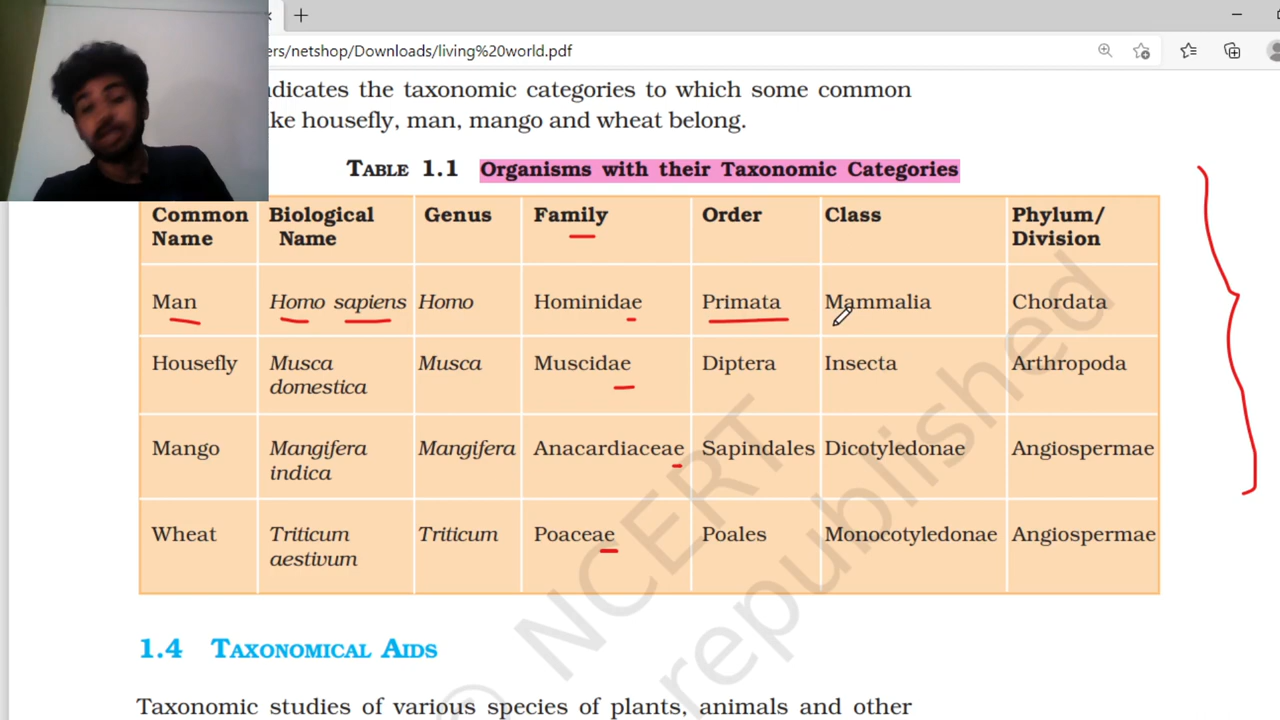 ers/netshop/Downloads/living%20world.pdf
dicates the taxonomic categories to which some common
ke housefly, man, mango and wheat belong.
TABLE 1.1 Organisms with their Taxonomic Categories
Common Name Biological Name Genus Family Order Class Phylum/ Division
Man Homo sapiens Homo Hominidae Primata Mammalia Chordata
Housefly Musca domestica Musca Muscidae Diptera Insecta Arthropoda
Mango Mangifera indica Mangifera Anacardiaceae Sapindales Dicotyledonae Angiospermae
Wheat Triticum aestivum Triticum Poaceae Poales Monocotyledonae Angiospermae
1.4 TAXONOMICAL AIDS
Taxonomic studies of various species of plants, animals and other
© NCERT
republished